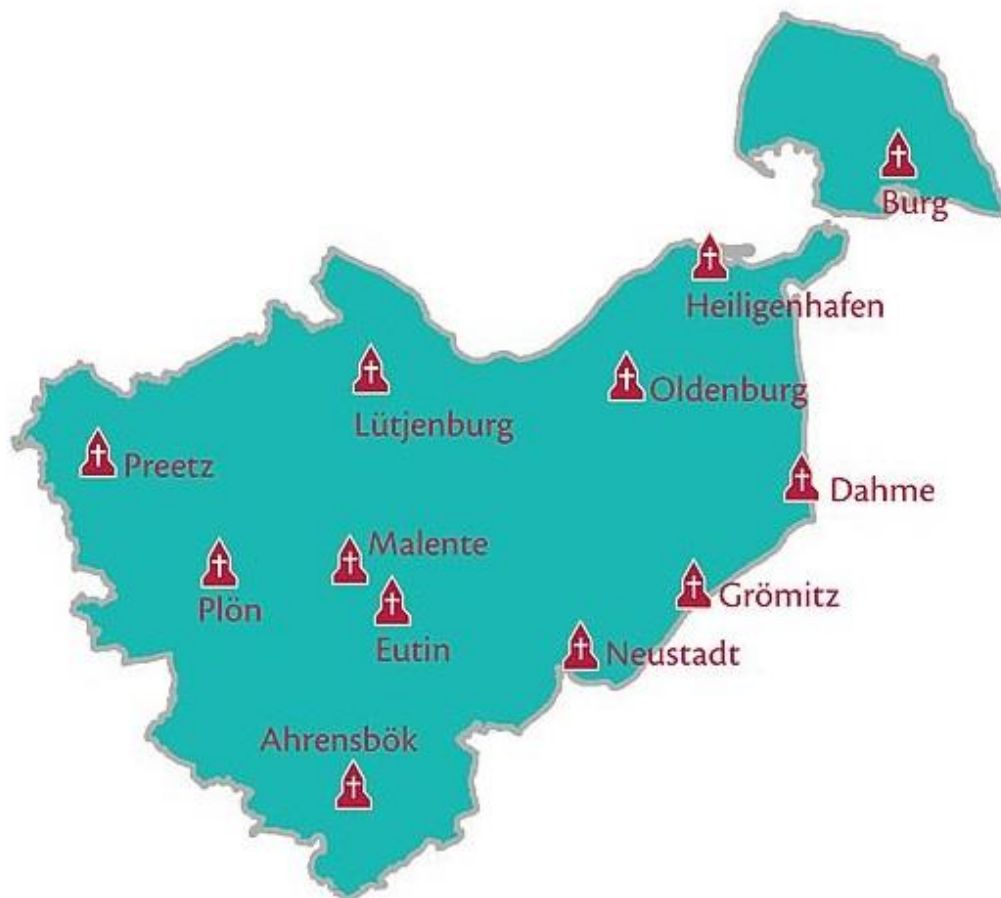 Burg
Heiligenhafen
Oldenburg
Lütjenburg
Preetz
Dahme
Malente
Plön
Grömitz
Eutin
Neustadt
Ahrensbök